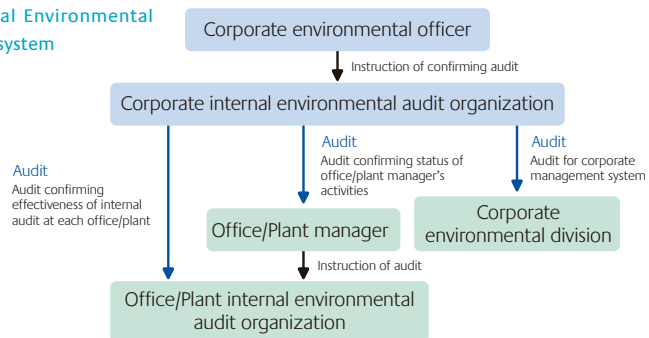 al Environmental
system
Corporate environmental officer
Instruction of confirming audit
Corporate internal environmental audit organization
Audit
Audit confirming
effectiveness of internal
audit at each office/plant
Audit
Audit confirming status of
office/plant manager's
activities
Audit
Audit for corporate
management system
Office/Plant manager
Corporate
environmental division
Instruction of audit
Office/Plant internal environmental
audit organization